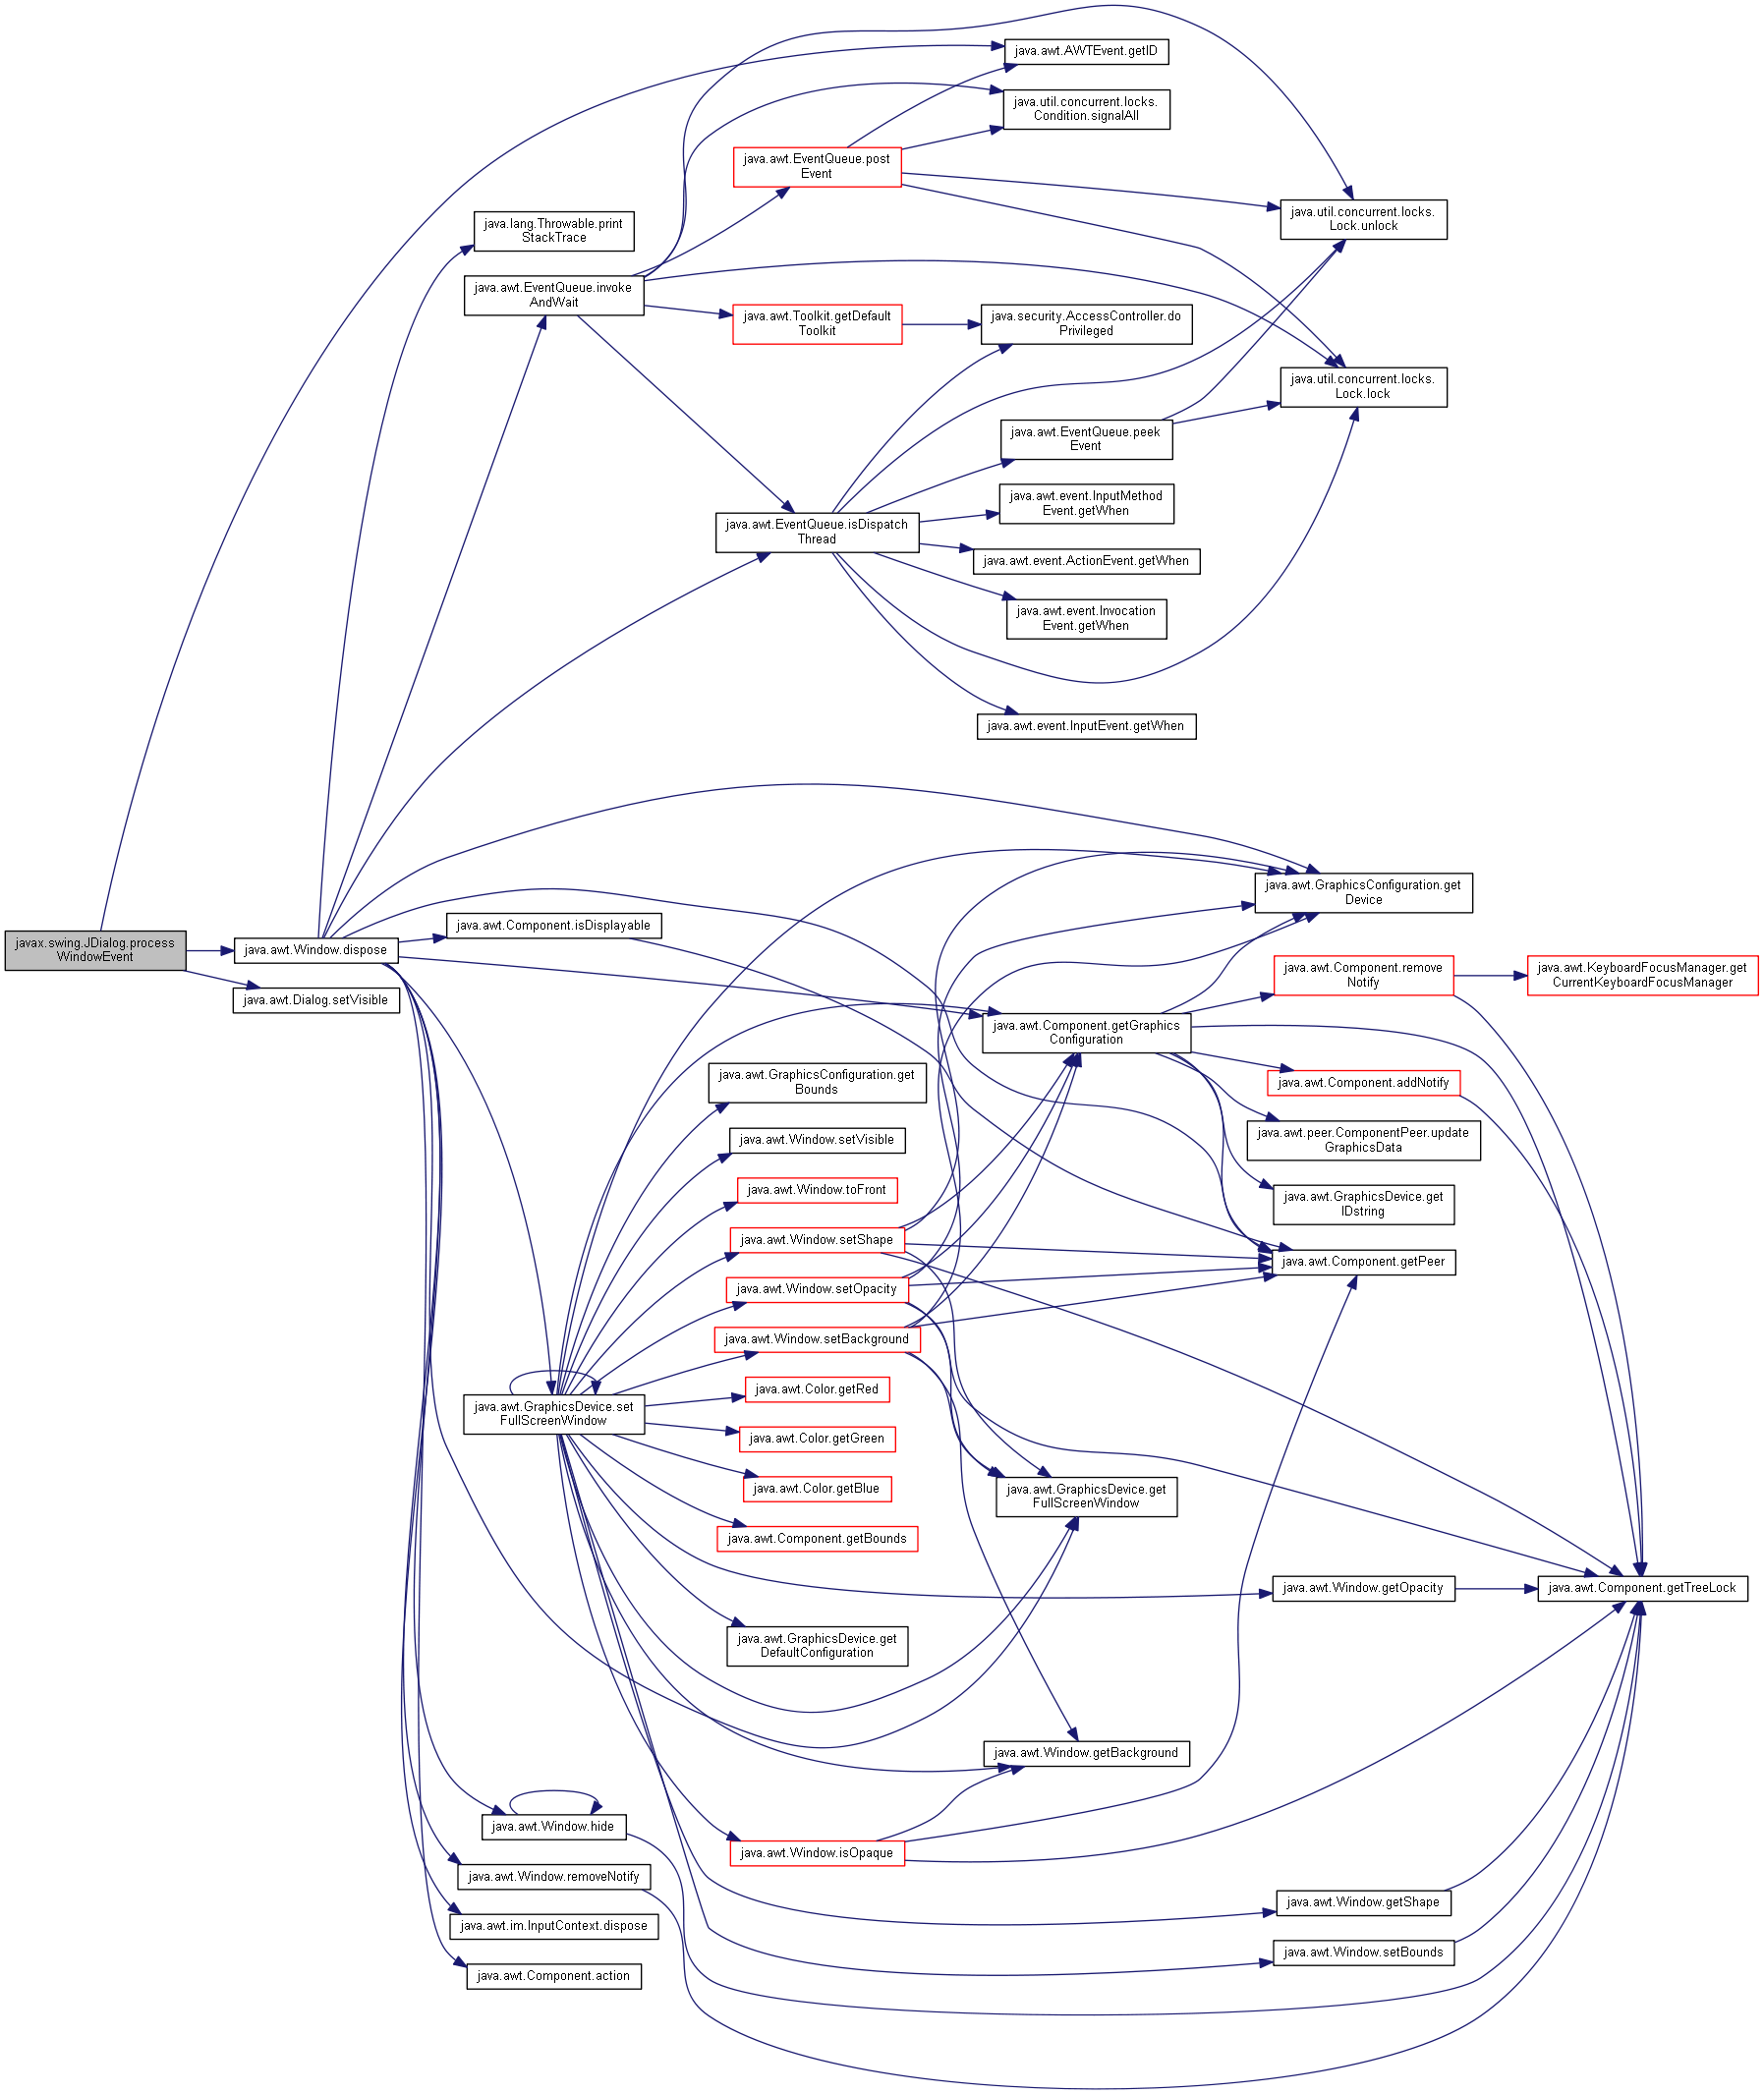 java.awt.AWTEvent.getID
java.util.concurrent.locks.
Condition.signalAll
java.awt.EventQueue.post
Event
java.util.concurrent.locks.
Lock.unlock
java.lang.Throwable.print
StackTrace
java.awt.EventQueue.invoke
AndWait
java.awt.Toolkit.getDefault
Toolkit
java.security.AccessController.do
Privileged
java.util.concurrent.locks.
Lock.lock
java.awt.EventQueue.peek
Event
java.awt.event.InputMethod
Event.getWhen
java.awt.EventQueue.isDispatch
Thread
java.awt.event.ActionEvent.getWhen
java.awt.event.Invocation
Event.getWhen
java.awt.event.InputEvent.getWhen
java.awt.GraphicsConfiguration.get
Device
java.awt.Component.isDisplayable
javax.swing.JDialog.process
WindowEvent
java.awt.Window.dispose
java.awt.Dialog.setVisible
java.awt.Component.remove
Notify
java.awt.KeyboardFocusManager.get
CurrentKeyboardFocusManager
java.awt.Component.getGraphics
Configuration
java.awt.GraphicsConfiguration.get
Bounds
java.awt.Component.addNotify
java.awt.Window.setVisible
java.awt.peer.ComponentPeer.update
GraphicsData
java.awt.Window.toFront
java.awt.GraphicsDevice.get
IDstring
java.awt.Window.setShape
java.awt.Component.getPeer
java.awt.Window.setOpacity
java.awt.Window.setBackground
java.awt.Color.getRed
java.awt.GraphicsDevice.set
FullScreenWindow
java.awt.Color.getGreen
java.awt.Color.getBlue
java.awt.GraphicsDevice.get
FullScreenWindow
java.awt.Component.getBounds
java.awt.Window.getOpacity
java.awt.Component.getTreeLock
java.awt.GraphicsDevice.get
DefaultConfiguration
java.awt.Window.getBackground
java.awt.Window.hide
java.awt.Window.isOpaque
java.awt.Window.removeNotify
java.awt.Window.getShape
java.awt.im.InputContext.dispose
java.awt.Window.setBounds
java.awt.Component.action